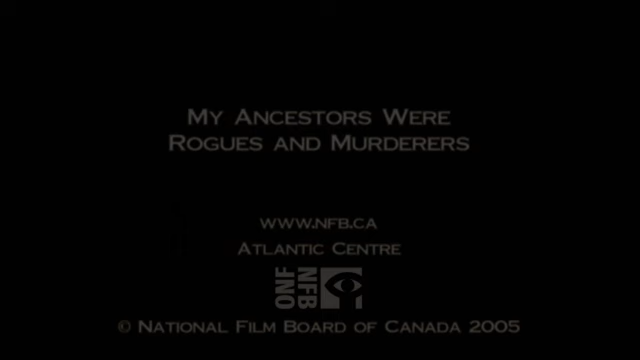 My Ancestors Were
Rogues and Murderers
www.nfb.ca
Atlantic Centre
ONF
NFB
© National Film Board of Canada 2005